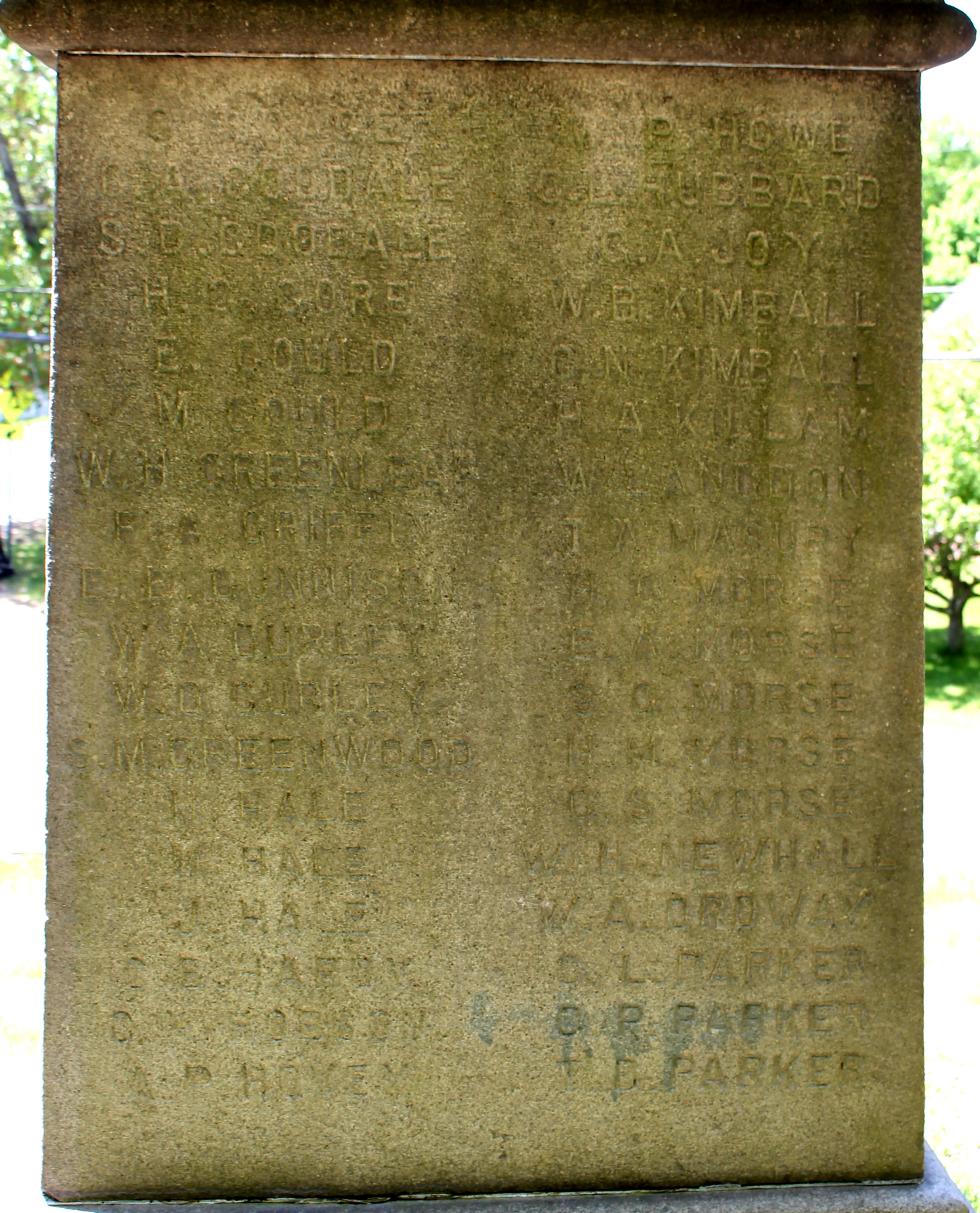 W. P. HOWE
A. GOODALE
C. L. HUBBARD
S. D. GOODALE
G. A. JOY
H. C. GORE
W. B. KIMBALL
E. GOULD
G. N. KIMBALL
M. GOULD
H. A. KILLAM
W. H. GREENLEAF
W. LANGDON
F. A. GRIFFIN
T. A. MASURY
E. E.
MORSE
W. A. GURLEY
E. A. MORSE
W. D. GURLEY
S. C. MORSE
S. M. GREENWOOD
H. H. MORSE
HALE
G. S. MORSE
HALE
W. H. NEWHALL
J. HALE
W. A. ORDWAY
E. HARDY
L. PARKER
HOBSON
P. PARKER
A. P. HOVEY
T. D. PARKER